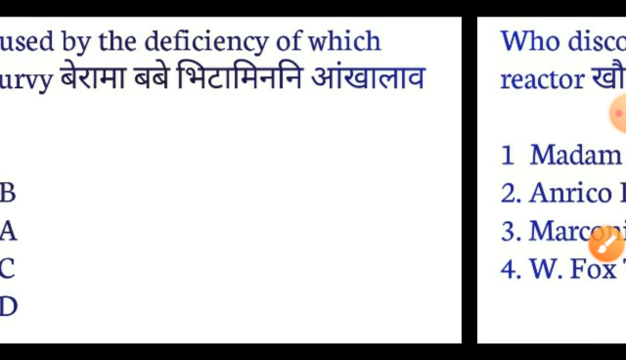 used by the deficiency of which
urvy बेरामा बबे भिटामिननि आंखालाव
B
A
C
D
Who disco
reactor खौ
1 Madam
2. Anrico
3. Marconi
4. W. Fox